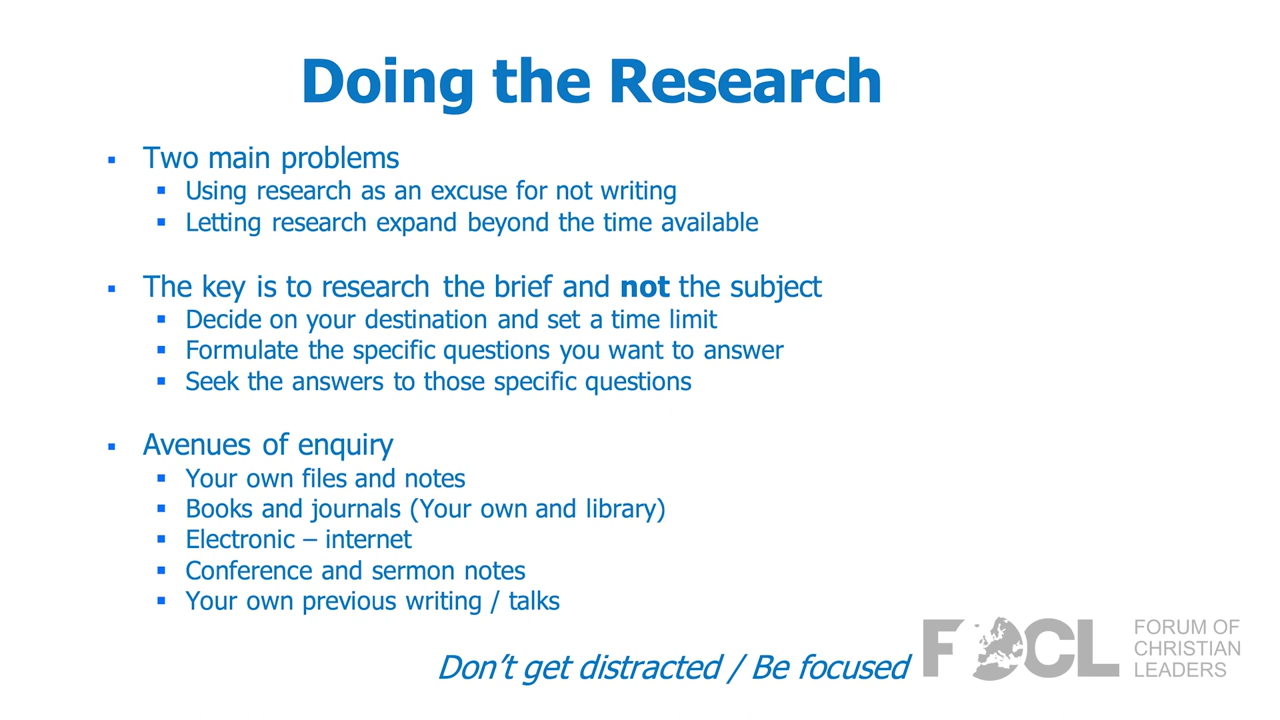 Doing the Research
▪ Two main problems
▪ Using research as an excuse for not writing
▪ Letting research expand beyond the time available
▪ The key is to research the brief and not the subject
▪ Decide on your destination and set a time limit
▪ Formulate the specific questions you want to answer
▪ Seek the answers to those specific questions
▪ Avenues of enquiry
▪ Your own files and notes
▪ Books and journals (Your own and library)
▪ Electronic – internet
▪ Conference and sermon notes
▪ Your own previous writing / talks
Don’t get distracted / Be focused
FOCL
FORUM OF
CHRISTIAN
LEADERS